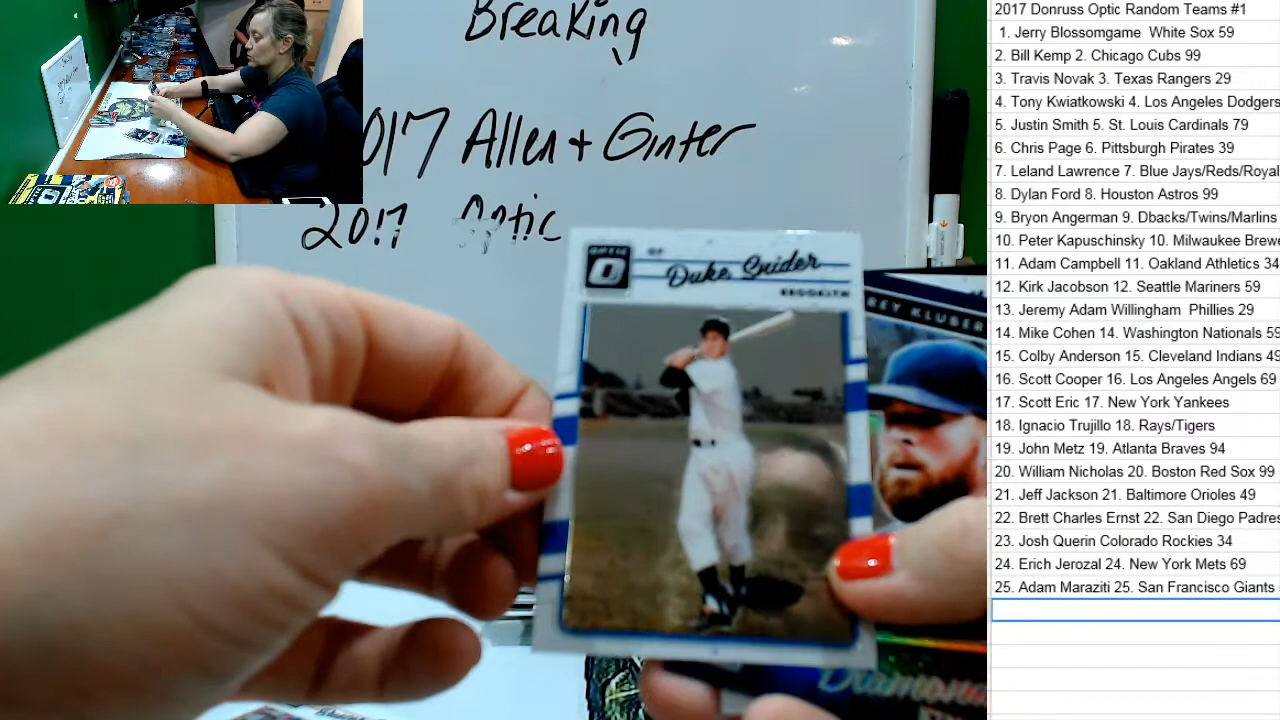 Breaking
2017 Allen + Ginter
2017 Optic
OPTIC
Duke Snider
BROOKLYN
REY KLUBER
Diamon
2017 Donruss Optic Random Teams #1
1. Jerry Blossomgame White Sox 59
2. Bill Kemp 2. Chicago Cubs 99
3. Travis Novak 3. Texas Rangers 29
4. Tony Kwiatkowski 4. Los Angeles Dodgers
5. Justin Smith 5. St. Louis Cardinals 79
6. Chris Page 6. Pittsburgh Pirates 39
7. Leland Lawrence 7. Blue Jays/Reds/Royal
8. Dylan Ford 8. Houston Astros 99
9. Bryon Angerman 9. Dbacks/Twins/Marlins
10. Peter Kapuschinsky 10. Milwaukee Brewe
11. Adam Campbell 11. Oakland Athletics 34
12. Kirk Jacobson 12. Seattle Mariners 59
13. Jeremy Adam Willingham Phillies 29
14. Mike Cohen 14. Washington Nationals 55
15. Colby Anderson 15. Cleveland Indians 49
16. Scott Cooper 16. Los Angeles Angels 69
17. Scott Eric 17. New York Yankees
18. Ignacio Trujillo 18. Rays/Tigers
19. John Metz 19. Atlanta Braves 94
20. William Nicholas 20. Boston Red Sox 99
21. Jeff Jackson 21. Baltimore Orioles 49
22. Brett Charles Ernst 22. San Diego Padres
23. Josh Querin Colorado Rockies 34
24. Erich Jerozal 24. New York Mets 69
25. Adam Maraziti 25. San Francisco Giants